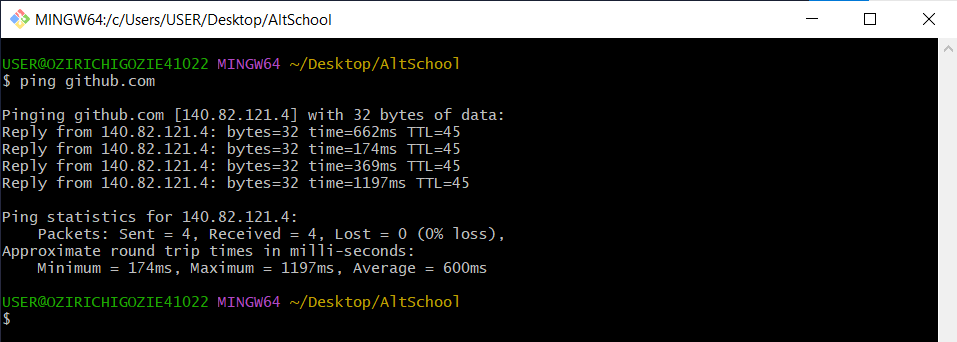 MINGW64:/c/Users/USER/Desktop/AltSchool
USER@OZIRICHIGOZIE41022 MINGW64 ~/Desktop/AltSchool
$ ping github.com
Pinging github.com [140.82.121.4] with 32 bytes of data:
Reply from 140.82.121.4: bytes=32 time=662ms TTL=45
Reply from 140.82.121.4: bytes=32 time=174ms TTL=45
Reply from 140.82.121.4: bytes=32 time=369ms TTL=45
Reply from 140.82.121.4: bytes=32 time=1197ms TTL=45
Ping statistics for 140.82.121.4:
    Packets: Sent = 4, Received = 4, Lost = 0 (0% loss),
Approximate round trip times in milli-seconds:
    Minimum = 174ms, Maximum = 1197ms, Average = 600ms
USER@OZIRICHIGOZIE41022 MINGW64 ~/Desktop/AltSchool
$